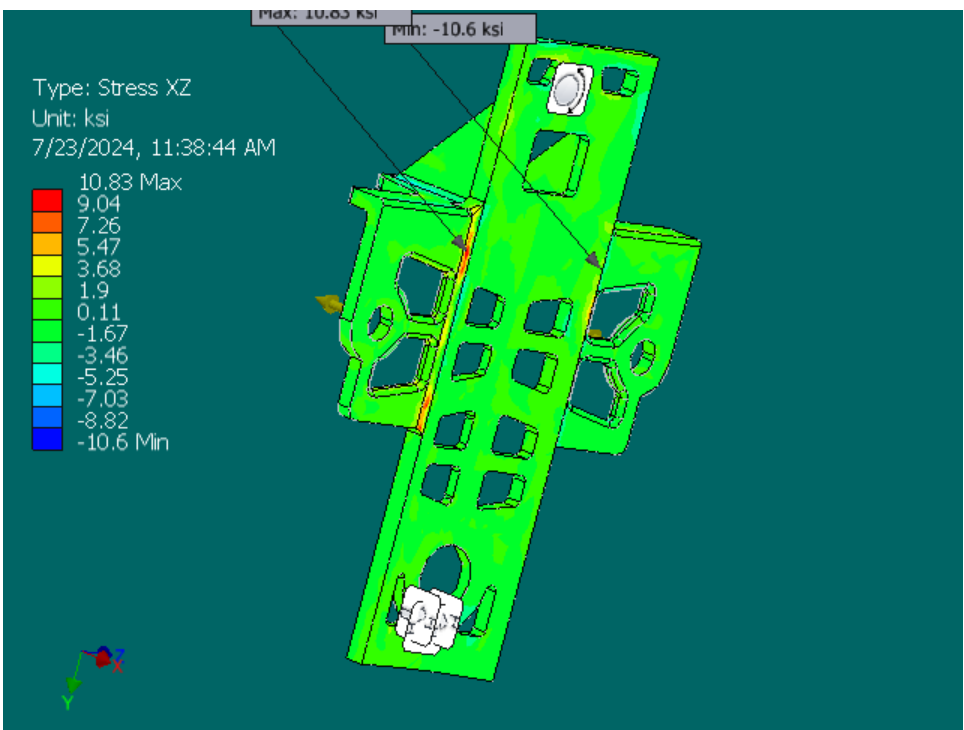 Max: 10.83 ksi
Min: -10.6 ksi
Type: Stress XZ
Unit: ksi
7/23/2024, 11:38:44 AM
10.83 Max
9.04
7.26
5.47
3.68
1.9
0.11
-1.67
-3.46
-5.25
-7.03
-8.82
-10.6 Min
Z
X
Y